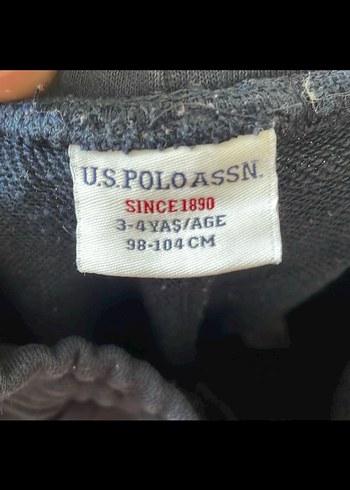 U.S. POLO ASSN.
SINCE 1890
3-4 YAŞ/AGE
98-104 CM